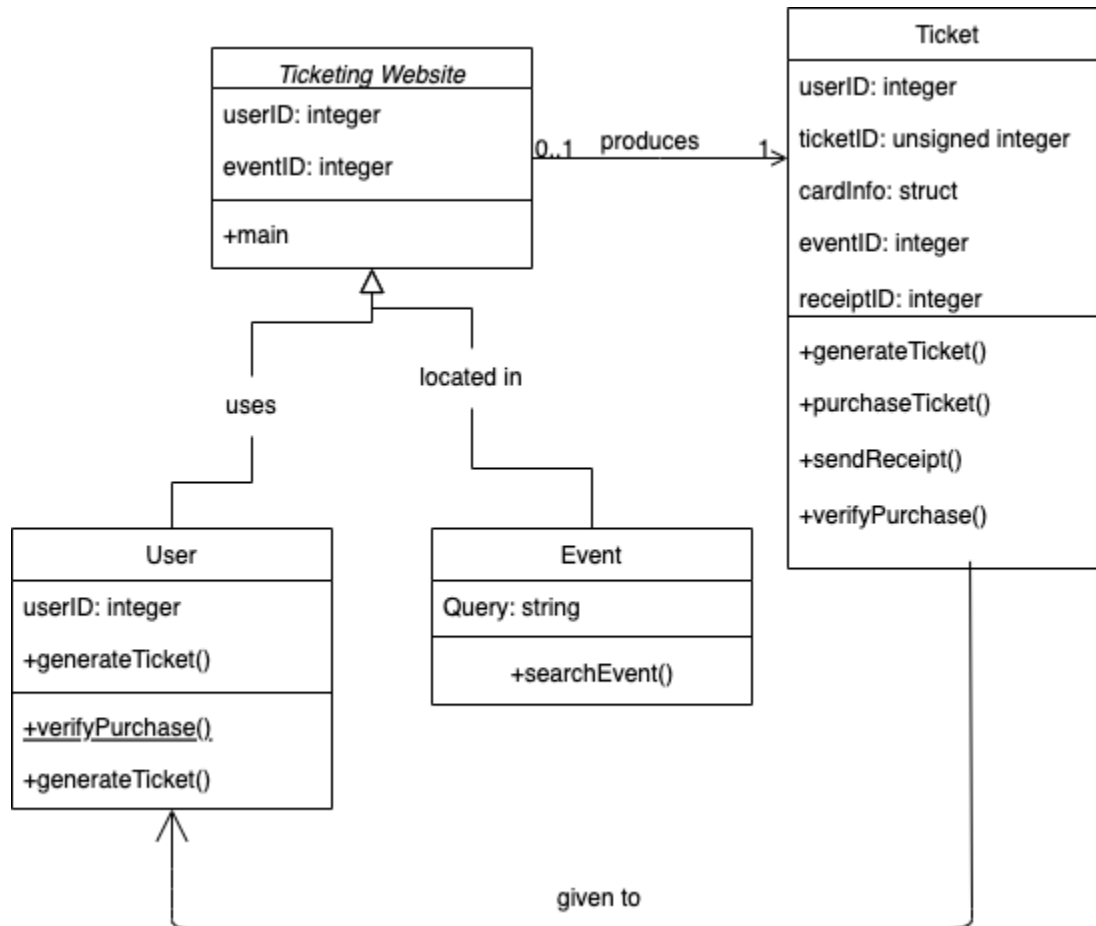 Ticketing Website
userID: integer
eventID: integer
+main
0..1
produces
1
Ticket
userID: integer
ticketID: unsigned integer
cardInfo: struct
eventID: integer
receiptID: integer
+generateTicket()
+purchaseTicket()
+sendReceipt()
+verifyPurchase()
uses
located in
User
userID: integer
+generateTicket()
+verifyPurchase()
+generateTicket()
Event
Query: string
+searchEvent()
given to